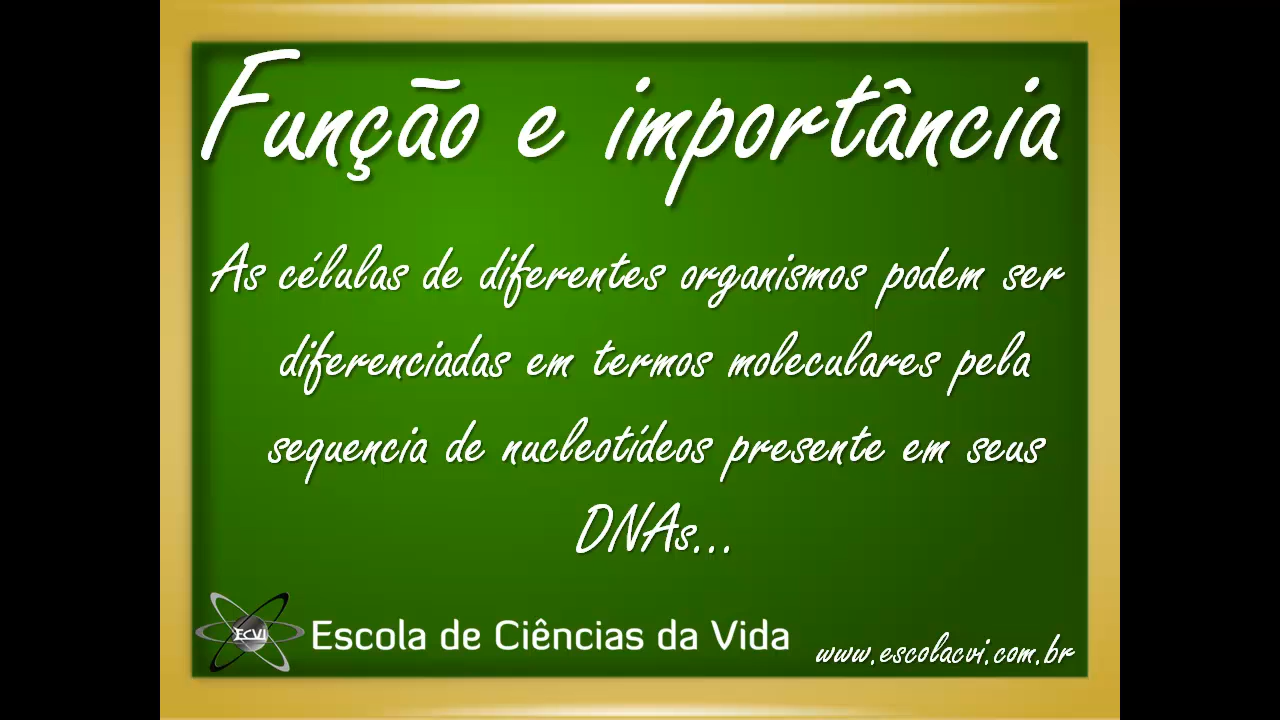 Função e importância
As células de diferentes organismos podem ser
diferenciadas em termos moleculares pela
sequencia de nucleotídeos presente em seus
DNAs...
EcVi
Escola de Ciências da Vida
www.escolacvi.com.br